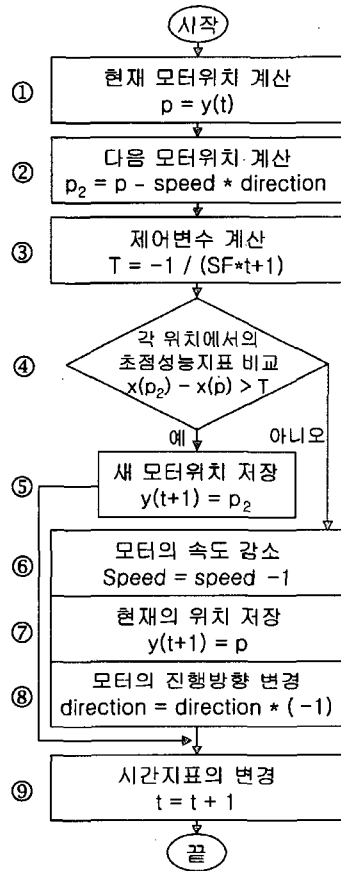 시작
① 현재 모터위치 계산
p = y(t)
② 다음 모터위치 계산
p₂ = p - speed * direction
③ 제어변수 계산
T = -1 / (SF*t+1)
각 위치에서의
④ 초점성능지표 비교
x(p₂) - x(p) > T
예
아니오
⑤ 새 모터위치 저장
y(t+1) = p₂
⑥ 모터의 속도 감소
Speed = speed -1
⑦ 현재의 위치 저장
y(t+1) = p
⑧ 모터의 진행방향 변경
direction = direction * (-1)
⑨ 시간지표의 변경
t = t + 1
끝